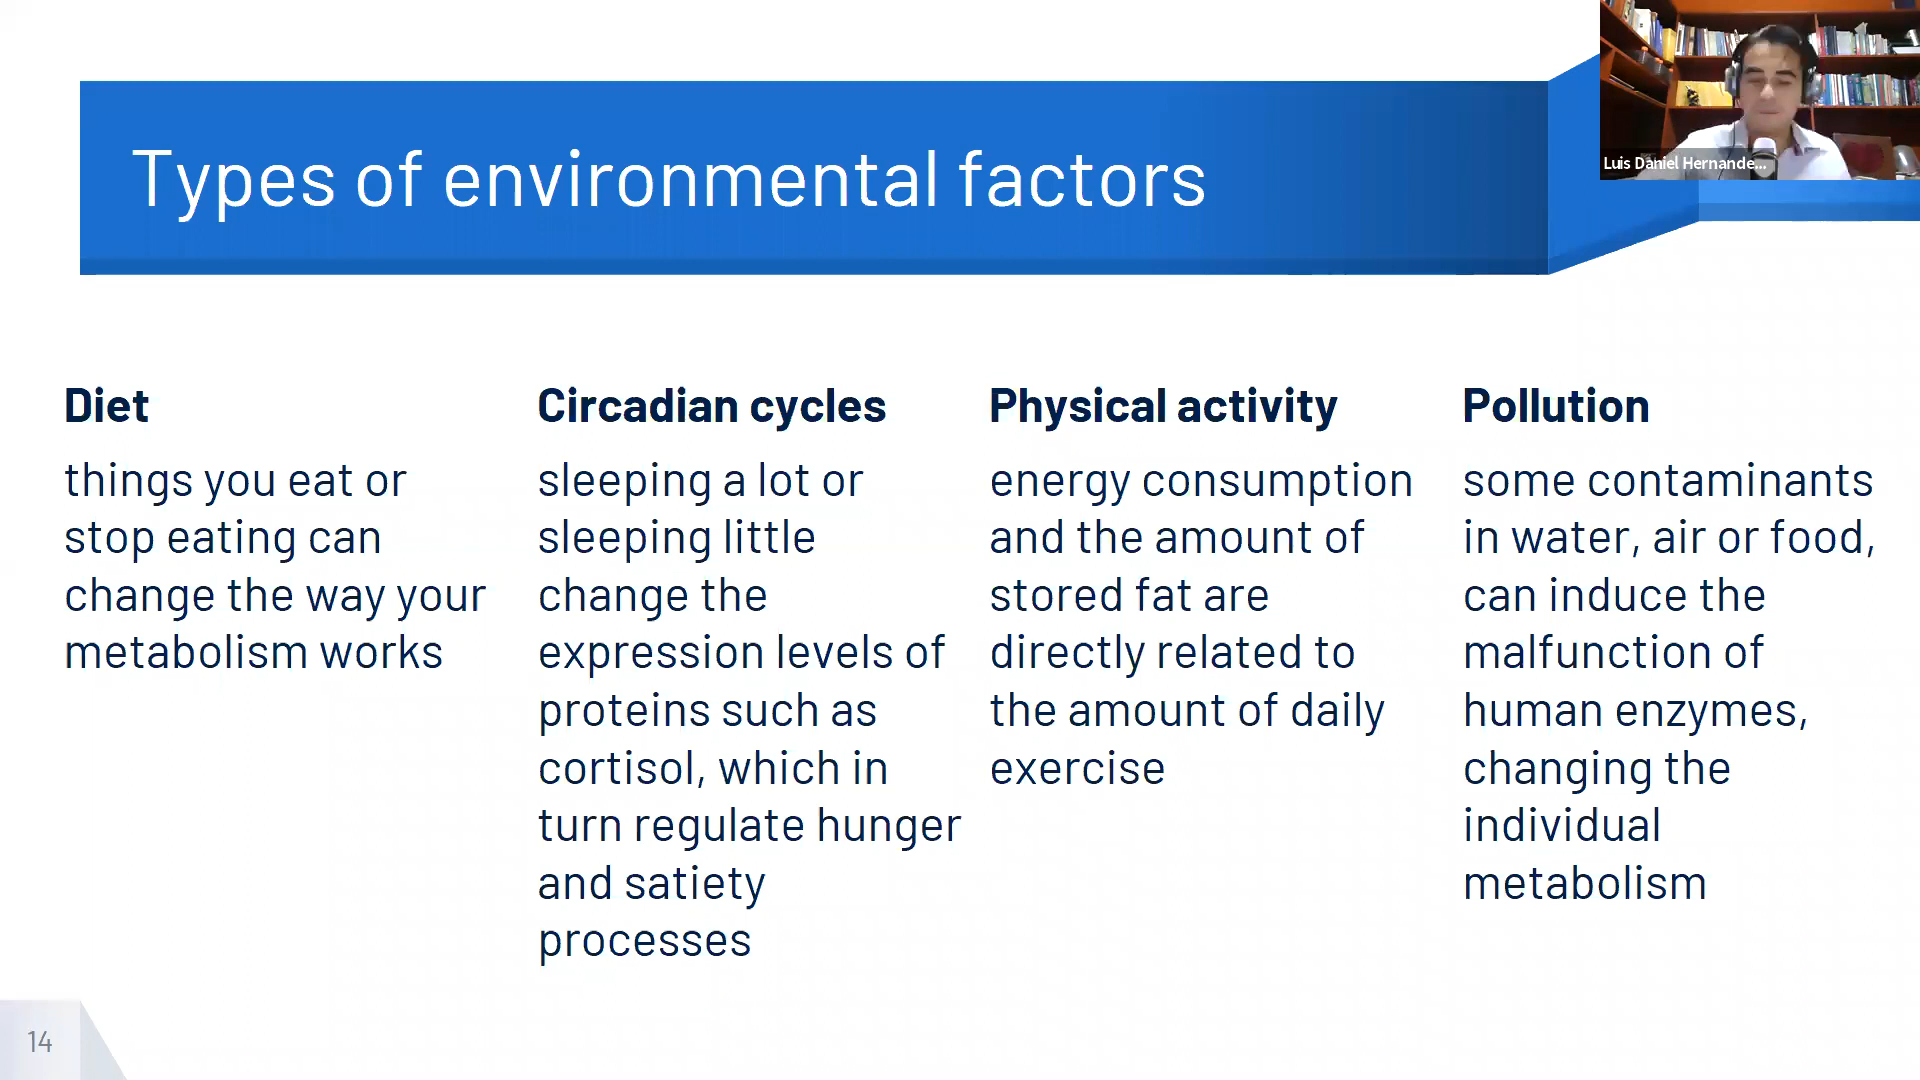 Types of environmental factors
Luis Daniel Hernande...
Diet
things you eat or
stop eating can
change the way your
metabolism works
Circadian cycles
sleeping a lot or
sleeping little
change the
expression levels of
proteins such as
cortisol, which in
turn regulate hunger
and satiety
processes
Physical activity
energy consumption
and the amount of
stored fat are
directly related to
the amount of daily
exercise
Pollution
some contaminants
in water, air or food,
can induce the
malfunction of
human enzymes,
changing the
individual
metabolism
14